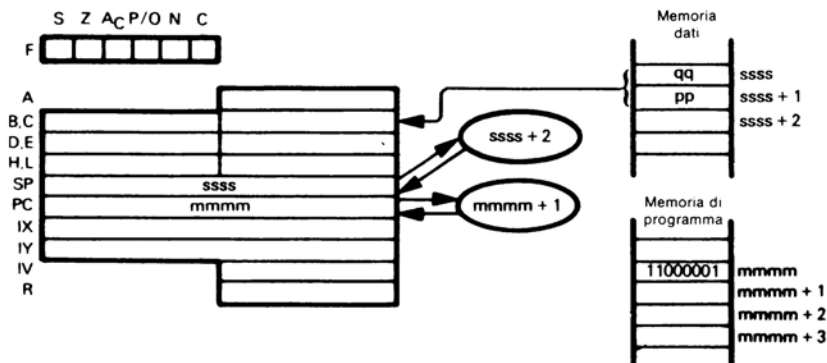 S Z AC P/O N C
F
A
B,C
D,E
H,L
SP ssss
PC mmmm
IX
IY
IV
R
ssss + 2
mmmm + 1
Memoria
dati
qq ssss
pp ssss + 1
ssss + 2
Memoria di
programma
11000001 mmmm
mmmm + 1
mmmm + 2
mmmm + 3